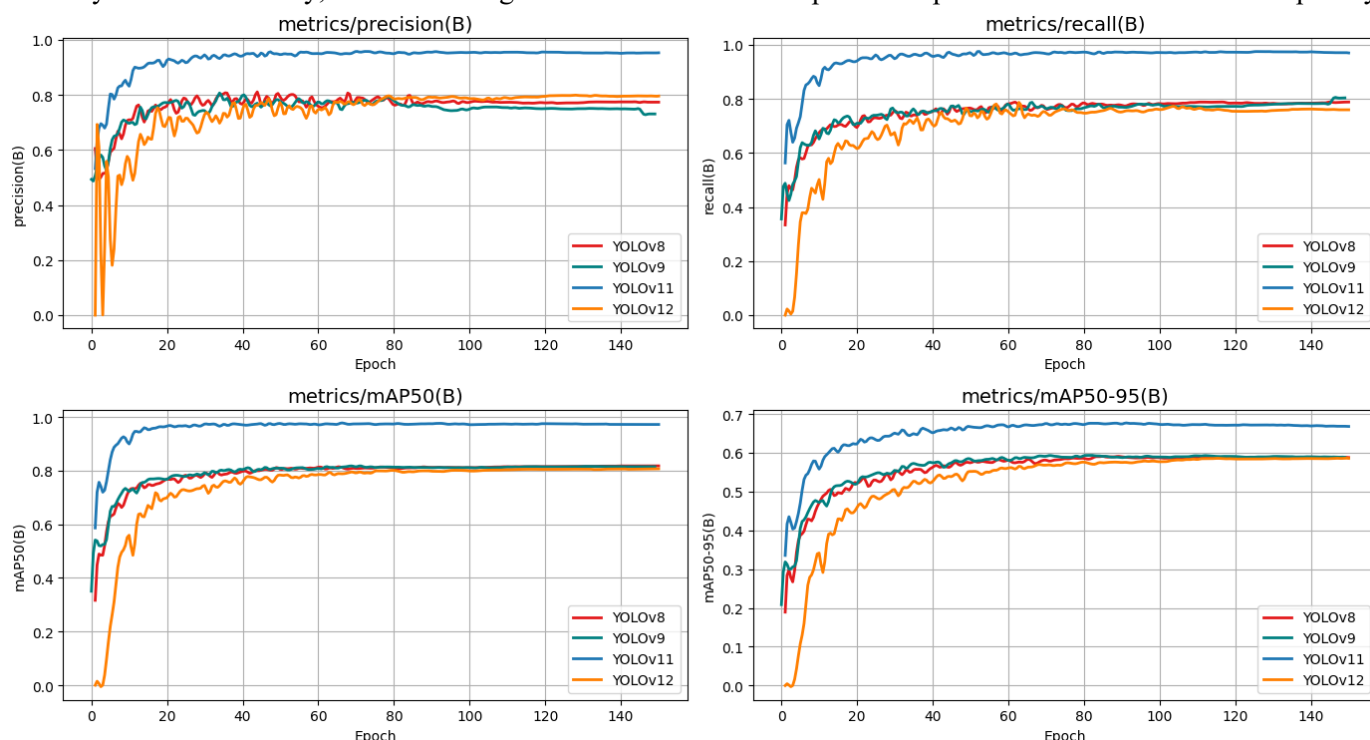 metrics/precision(B)
precision(B)
1.0
0.8
0.6
0.4
0.2
0.0
0 20 40 60 80 100 120 140
Epoch
YOLOv8
YOLOv9
YOLOv11
YOLOv12
metrics/recall(B)
recall(B)
1.0
0.8
0.6
0.4
0.2
0.0
0 20 40 60 80 100 120 140
Epoch
YOLOv8
YOLOv9
YOLOv11
YOLOv12
metrics/mAP50(B)
mAP50(B)
1.0
0.8
0.6
0.4
0.2
0.0
0 20 40 60 80 100 120 140
Epoch
YOLOv8
YOLOv9
YOLOv11
YOLOv12
metrics/mAP50-95(B)
mAP50-95(B)
0.7
0.6
0.5
0.4
0.3
0.2
0.1
0.0
0 20 40 60 80 100 120 140
Epoch
YOLOv8
YOLOv9
YOLOv11
YOLOv12